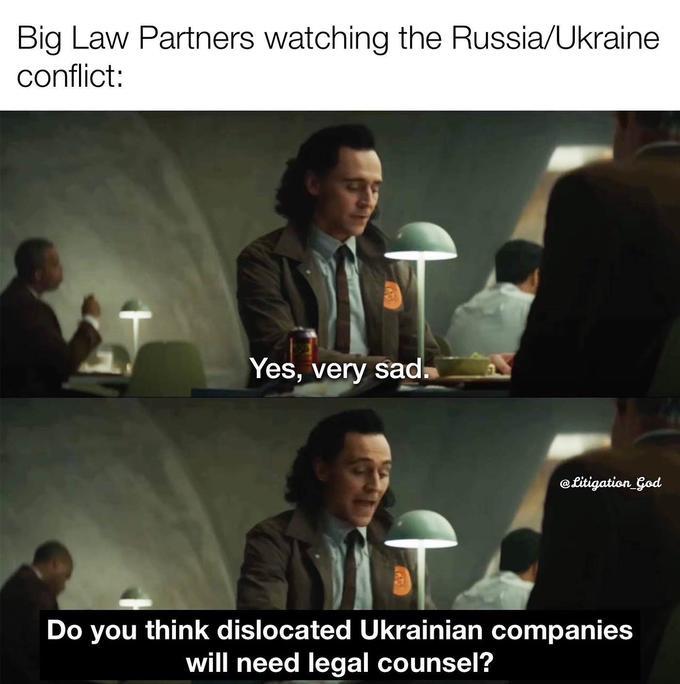 Big Law Partners watching the Russia/Ukraine
conflict:
Yes, very sad.
@Litigation_God
Do you think dislocated Ukrainian companies
will need legal counsel?